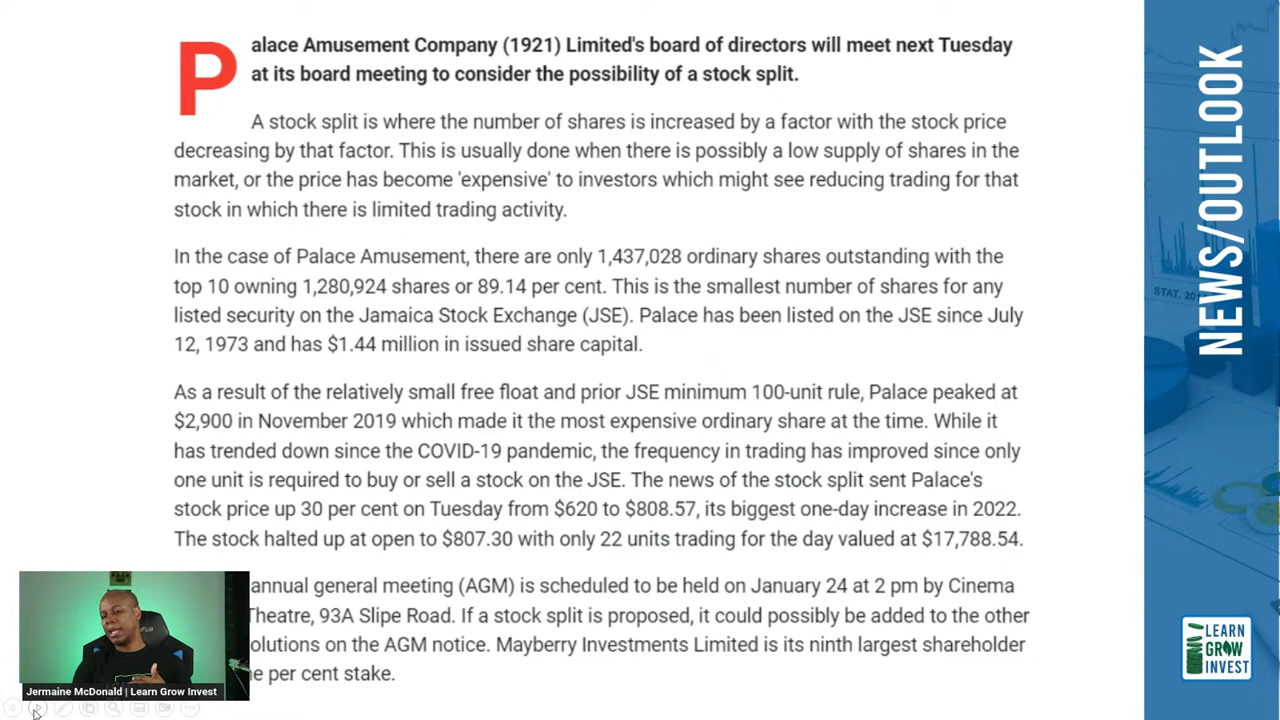 Palace Amusement Company (1921) Limited's board of directors will meet next Tuesday
at its board meeting to consider the possibility of a stock split.
A stock split is where the number of shares is increased by a factor with the stock price
decreasing by that factor. This is usually done when there is possibly a low supply of shares in the
market, or the price has become 'expensive' to investors which might see reducing trading for that
stock in which there is limited trading activity.
In the case of Palace Amusement, there are only 1,437,028 ordinary shares outstanding with the
top 10 owning 1,280,924 shares or 89.14 per cent. This is the smallest number of shares for any
listed security on the Jamaica Stock Exchange (JSE). Palace has been listed on the JSE since July
12, 1973 and has $1.44 million in issued share capital.
As a result of the relatively small free float and prior JSE minimum 100-unit rule, Palace peaked at
$2,900 in November 2019 which made it the most expensive ordinary share at the time. While it
has trended down since the COVID-19 pandemic, the frequency in trading has improved since only
one unit is required to buy or sell a stock on the JSE. The news of the stock split sent Palace's
stock price up 30 per cent on Tuesday from $620 to $808.57, its biggest one-day increase in 2022.
The stock halted up at open to $807.30 with only 22 units trading for the day valued at $17,788.54.
annual general meeting (AGM) is scheduled to be held on January 24 at 2 pm by Cinema
Theatre, 93A Slipe Road. If a stock split is proposed, it could possibly be added to the other
olutions on the AGM notice. Mayberry Investments Limited is its ninth largest shareholder
e per cent stake.
Jermaine McDonald | Learn Grow Invest
NEWS/OUTLOOK
LEARN
GROW
INVEST